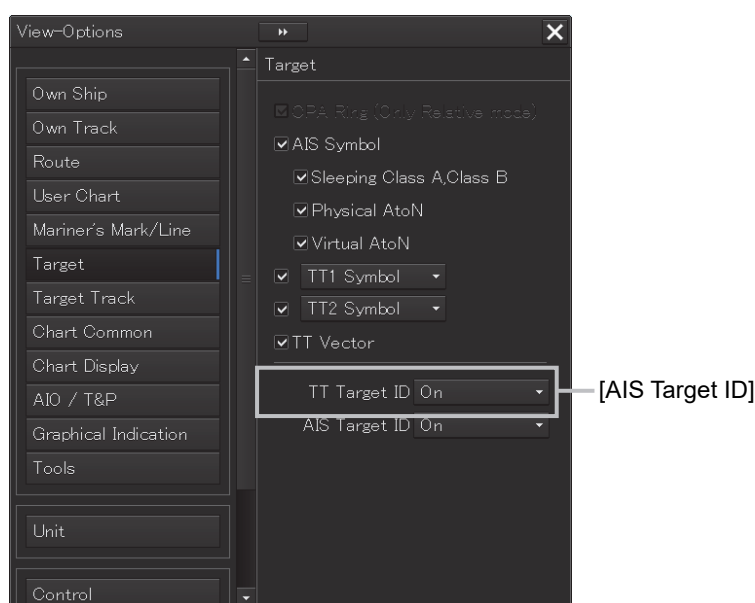 View-Options
Own Ship
Own Track
Route
User Chart
Mariner's Mark/Line
Target
Target Track
Chart Common
Chart Display
AIO / T&P
Graphical Indication
Tools
Unit
Control
Target
CPA Ring (Only Relative mode)
AIS Symbol
Sleeping Class A,Class B
Physical AtoN
Virtual AtoN
TT1 Symbol
TT2 Symbol
TT Vector
TT Target ID On
AIS Target ID On
[AIS Target ID]